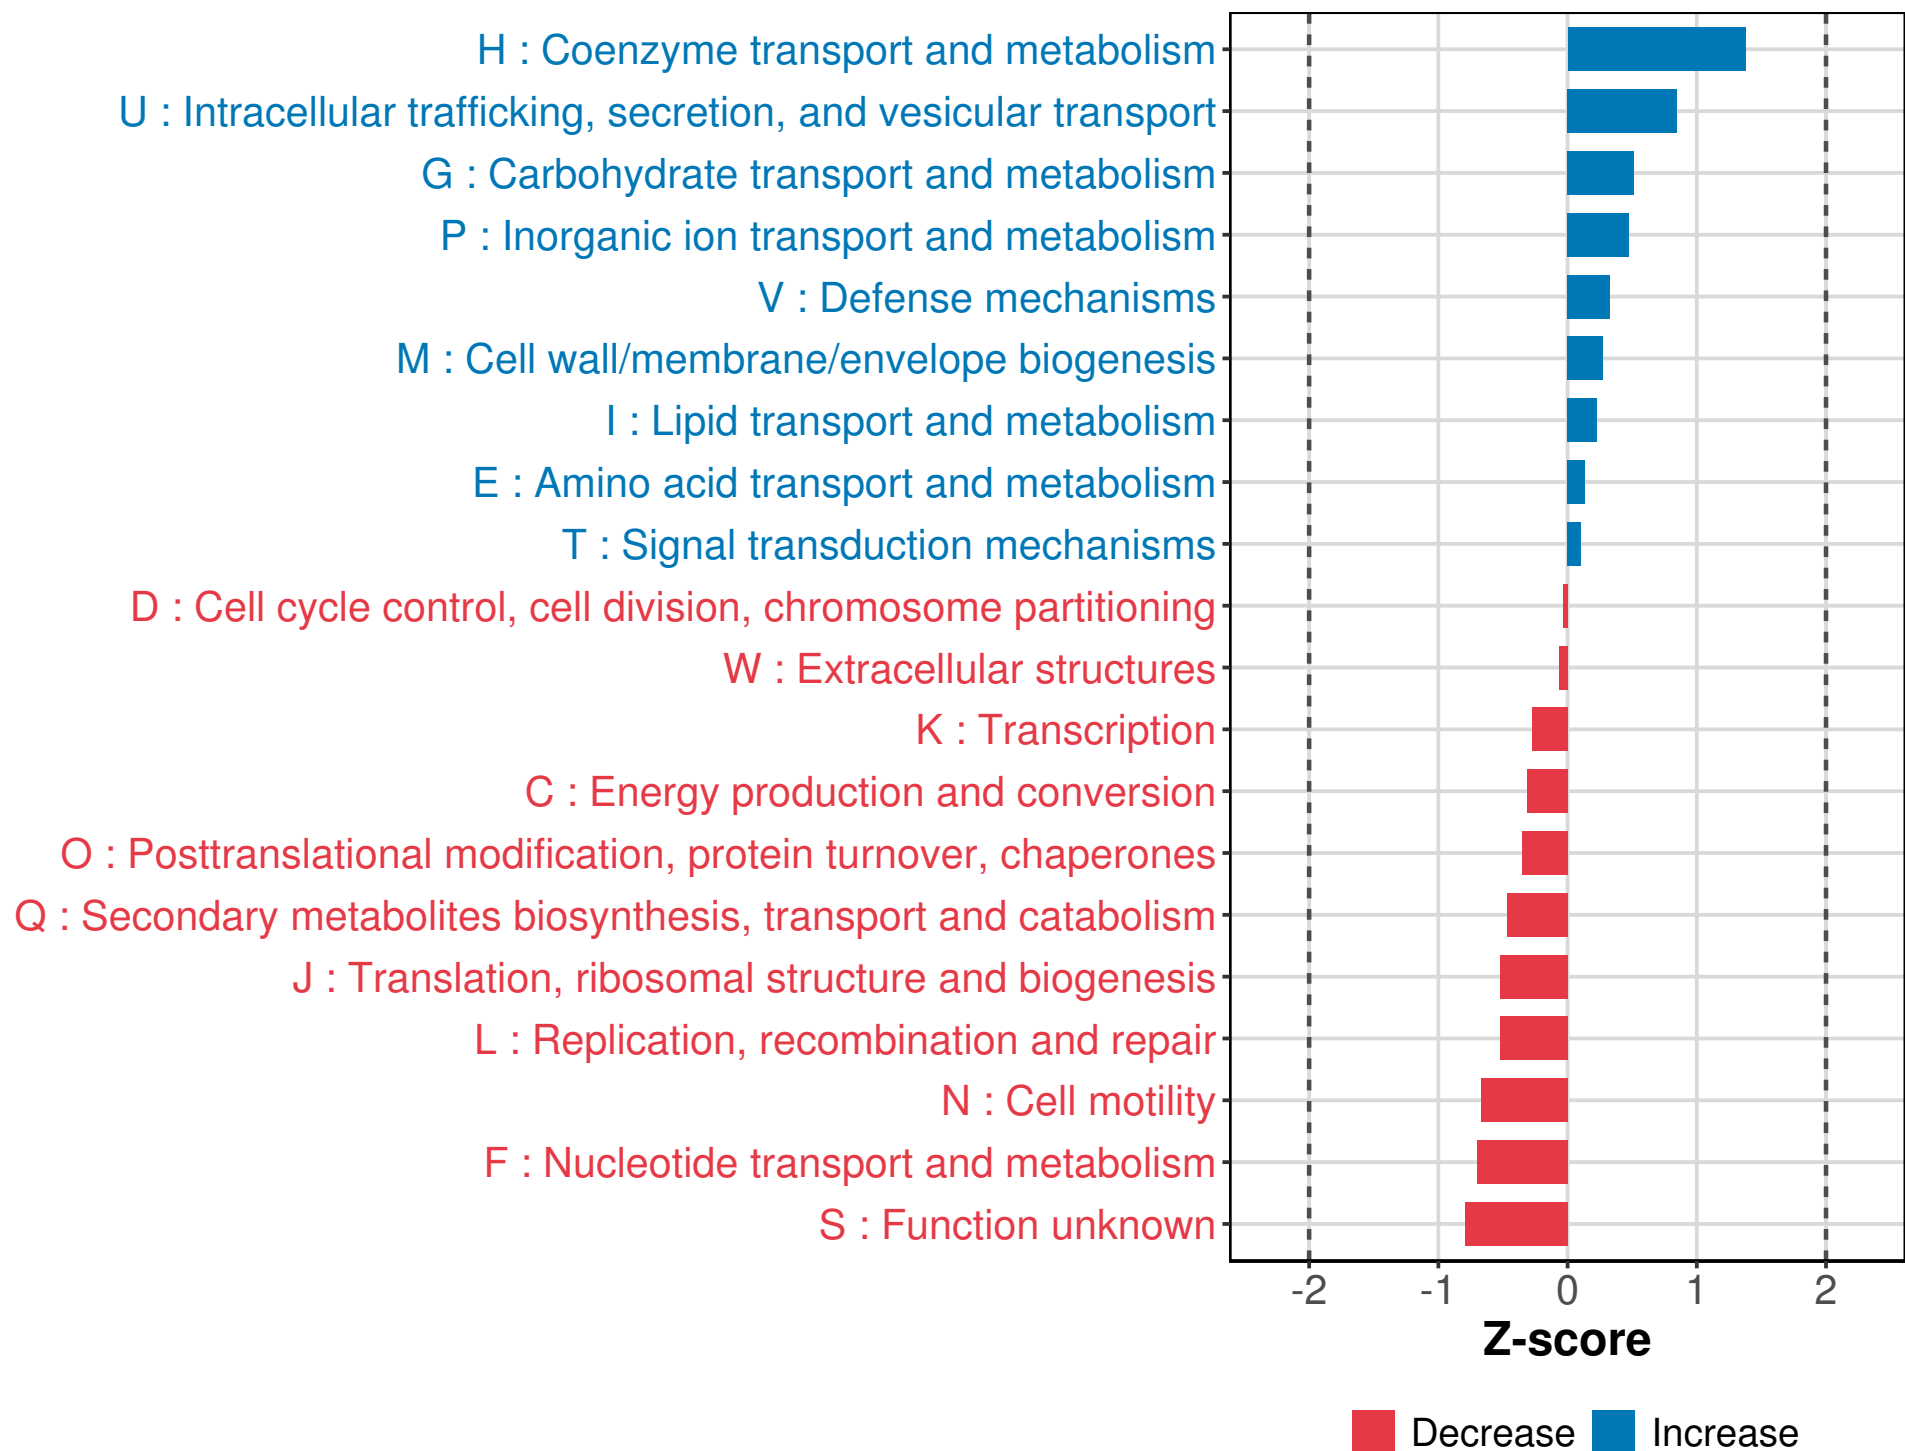 H : Coenzyme transport and metabolism
U : Intracellular trafficking, secretion, and vesicular transport
G : Carbohydrate transport and metabolism
P : Inorganic ion transport and metabolism
V : Defense mechanisms
M : Cell wall/membrane/envelope biogenesis
I : Lipid transport and metabolism
E : Amino acid transport and metabolism
T : Signal transduction mechanisms
D : Cell cycle control, cell division, chromosome partitioning
W : Extracellular structures
K : Transcription
C : Energy production and conversion
O : Posttranslational modification, protein turnover, chaperones
Q : Secondary metabolites biosynthesis, transport and catabolism
J : Translation, ribosomal structure and biogenesis
L : Replication, recombination and repair
N : Cell motility
F : Nucleotide transport and metabolism
S : Function unknown
-2 -1 0 1 2
Z-score
Decrease Increase